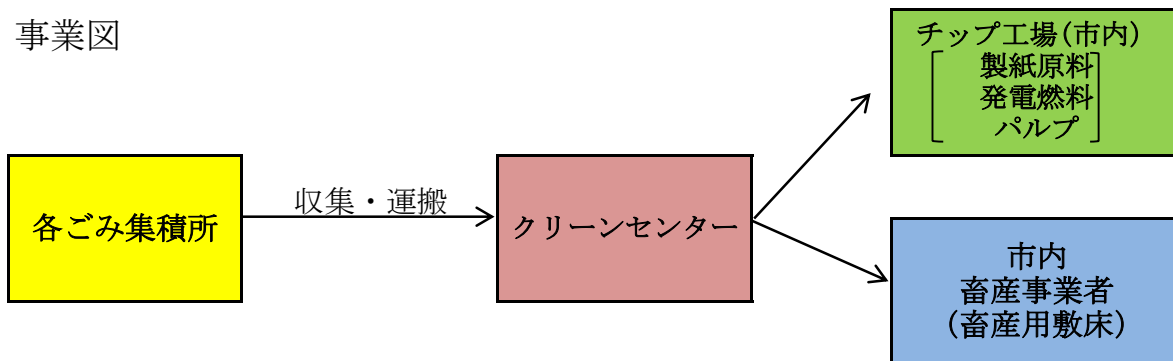 事業図
各ごみ集積所
収集・運搬
クリーンセンター
チップ工場(市内)
製紙原料
発電燃料
パルプ
市内
畜産事業者
(畜産用敷床)